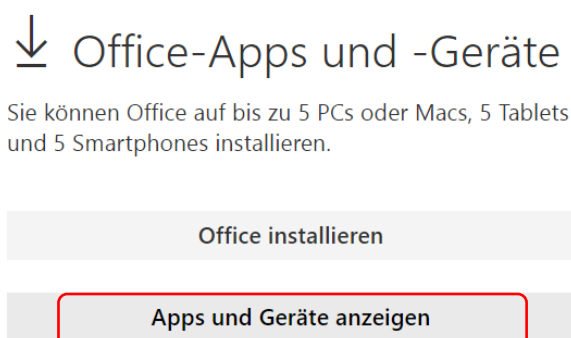 Office-Apps und -Geräte
Sie können Office auf bis zu 5 PCs oder Macs, 5 Tablets
und 5 Smartphones installieren.
Office installieren
Apps und Geräte anzeigen